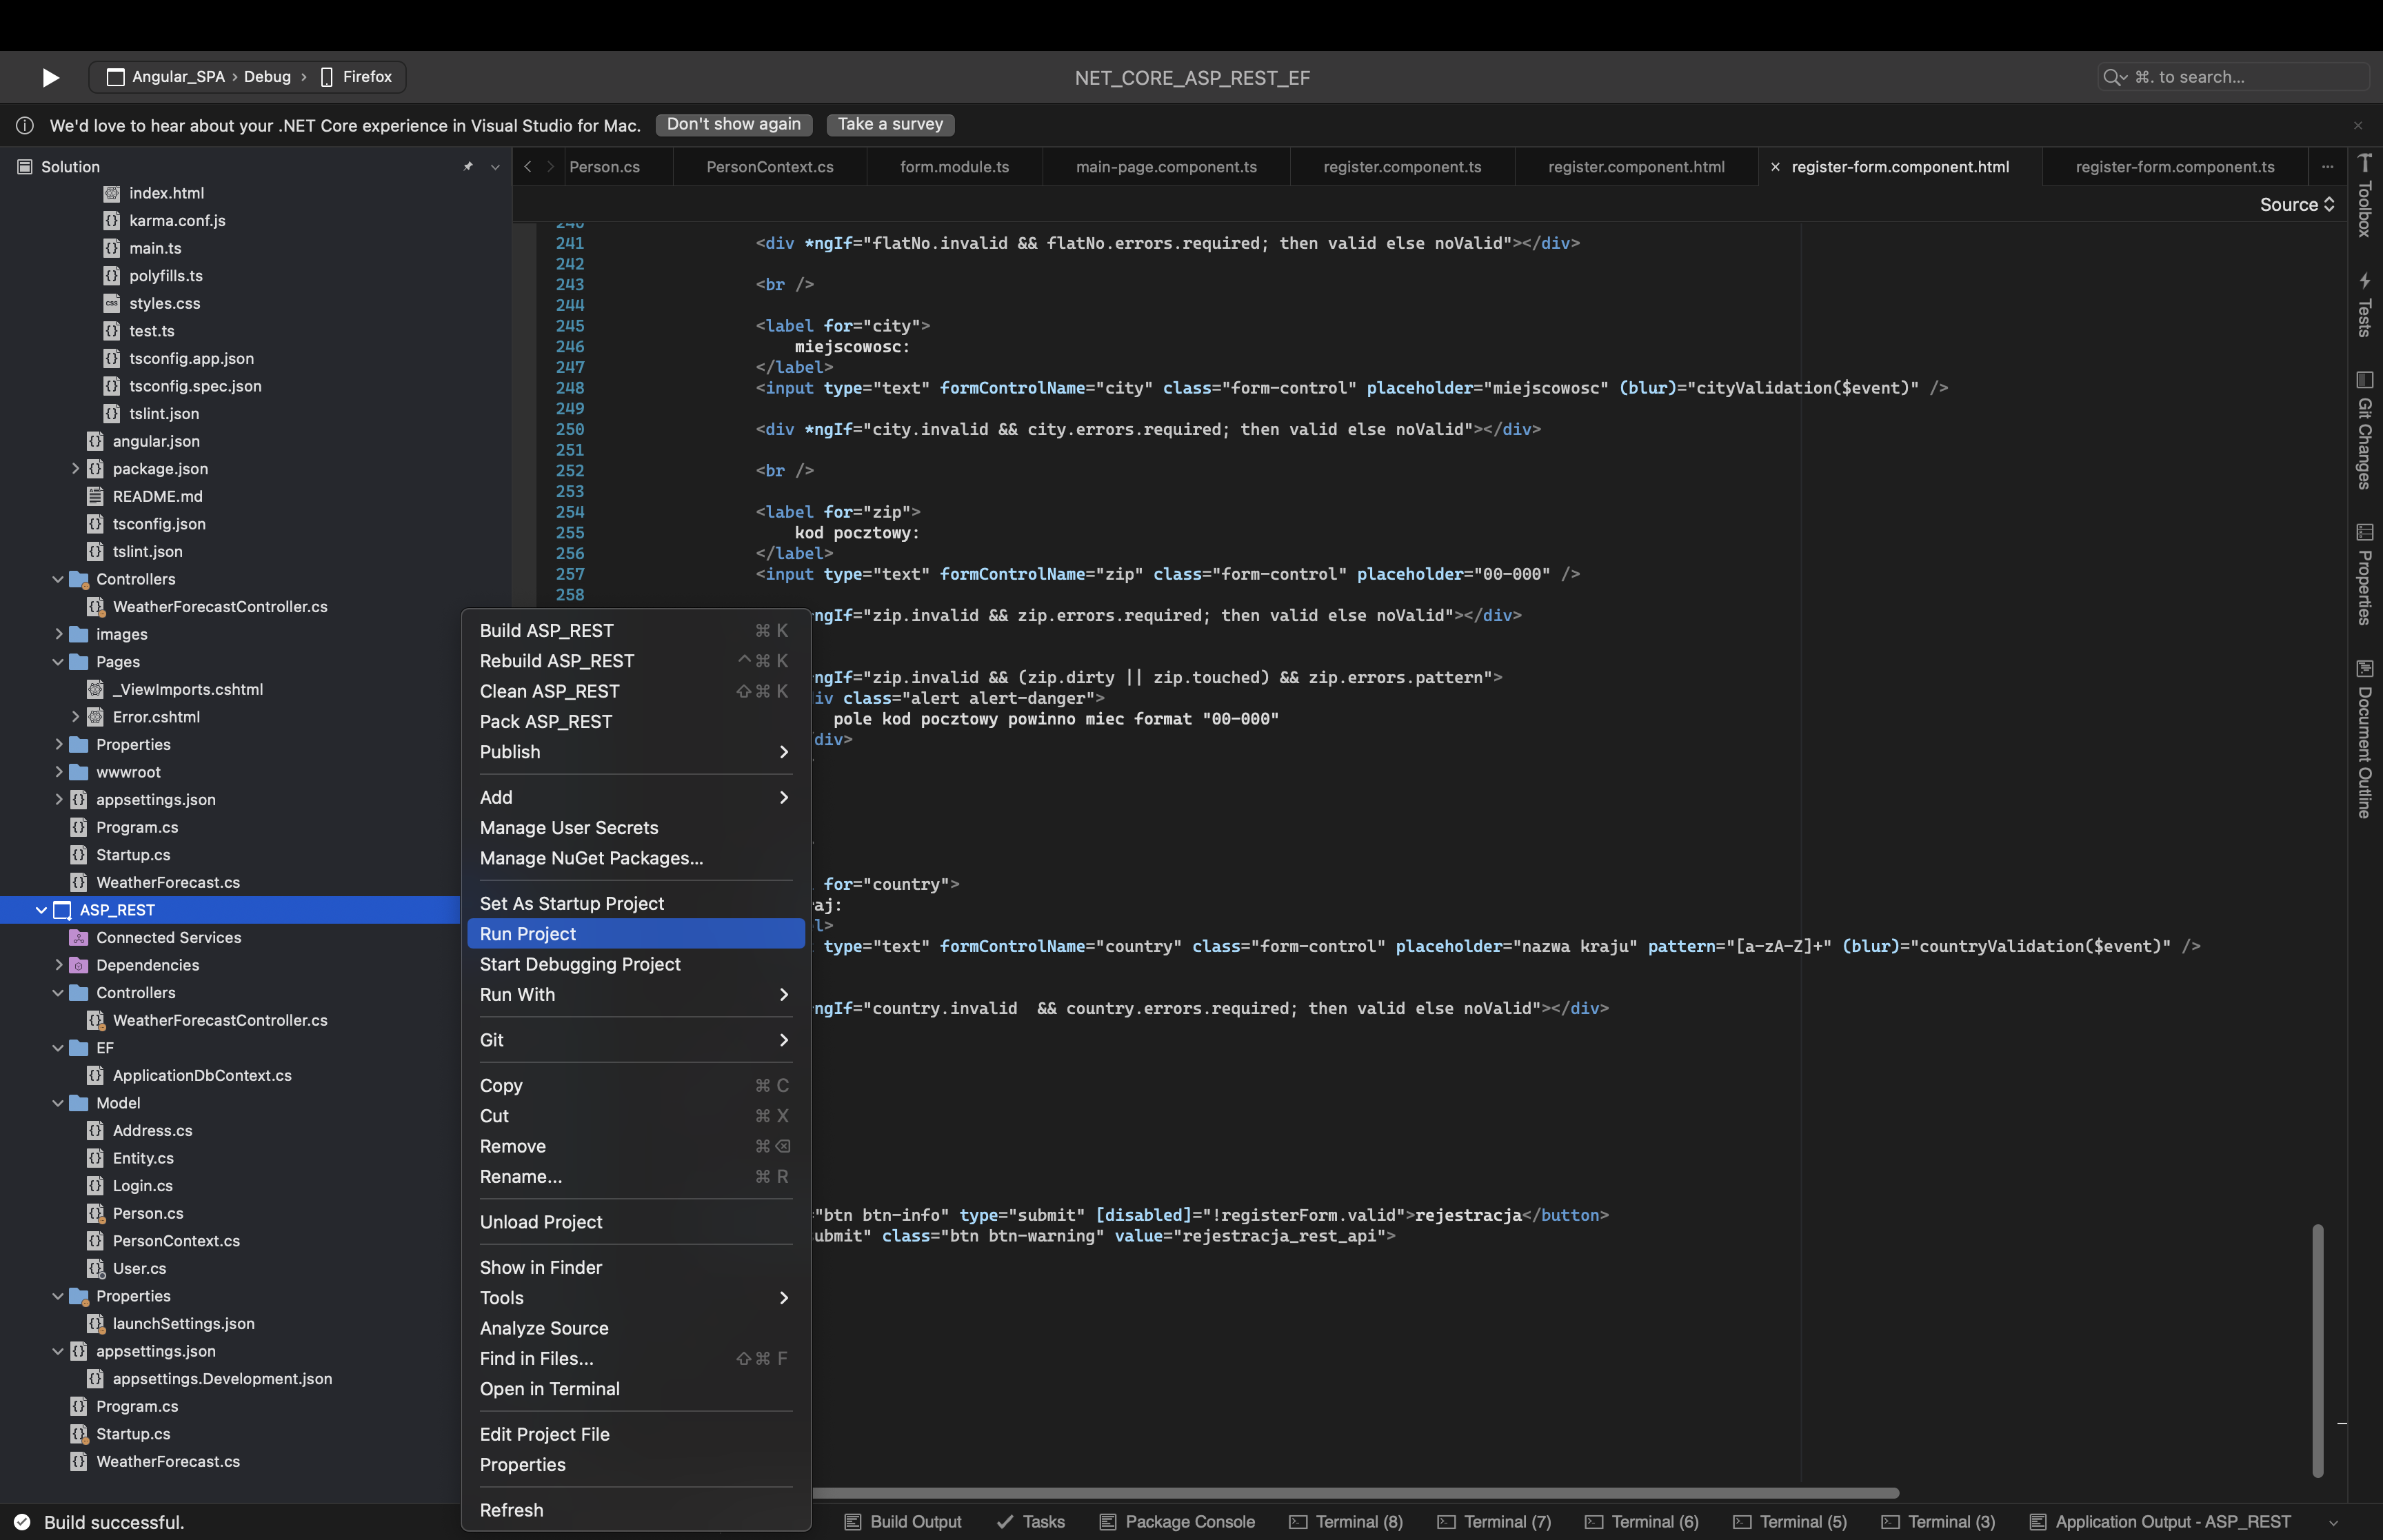 Angular_SPA › Debug › Firefox
NET_CORE_ASP_REST_EF
⌘. to search...
We'd love to hear about your .NET Core experience in Visual Studio for Mac.
Don't show again
Take a survey
Solution
index.html
karma.conf.js
main.ts
polyfills.ts
styles.css
test.ts
tsconfig.app.json
tsconfig.spec.json
tslint.json
angular.json
package.json
README.md
tsconfig.json
tslint.json
Controllers
WeatherForecastController.cs
images
Pages
_ViewImports.cshtml
Error.cshtml
Properties
wwwroot
appsettings.json
Program.cs
Startup.cs
WeatherForecast.cs
ASP_REST
Connected Services
Dependencies
Controllers
WeatherForecastController.cs
EF
ApplicationDbContext.cs
Model
Address.cs
Entity.cs
Login.cs
Person.cs
PersonContext.cs
User.cs
Properties
launchSettings.json
appsettings.json
appsettings.Development.json
Program.cs
Startup.cs
WeatherForecast.cs
Build ASP_REST ⌘ K
Rebuild ASP_REST ^ ⌘ K
Clean ASP_REST ⇧ ⌘ K
Pack ASP_REST
Publish
Add
Manage User Secrets
Manage NuGet Packages...
Set As Startup Project
Run Project
Start Debugging Project
Run With
Git
Copy ⌘ C
Cut ⌘ X
Remove ⌘ ⌫
Rename... ⌘ R
Unload Project
Show in Finder
Tools
Analyze Source
Find in Files... ⇧ ⌘ F
Open in Terminal
Edit Project File
Properties
Refresh
Person.cs
PersonContext.cs
form.module.ts
main-page.component.ts
register.component.ts
register.component.html
× register-form.component.html
register-form.component.ts
Source
240
241 <div *ngIf="flatNo.invalid && flatNo.errors.required; then valid else noValid"></div>
242
243 <br />
244
245 <label for="city">
246 miejscowosc:
247 </label>
248 <input type="text" formControlName="city" class="form-control" placeholder="miejscowosc" (blur)="cityValidation($event)" />
249
250 <div *ngIf="city.invalid && city.errors.required; then valid else noValid"></div>
251
252 <br />
253
254 <label for="zip">
255 kod pocztowy:
256 </label>
257 <input type="text" formControlName="zip" class="form-control" placeholder="00-000" />
258
ngIf="zip.invalid && zip.errors.required; then valid else noValid"></div>
ngIf="zip.invalid && (zip.dirty || zip.touched) && zip.errors.pattern">
iv class="alert alert-danger">
pole kod pocztowy powinno miec format "00-000"
div>
for="country">
aj:
l>
type="text" formControlName="country" class="form-control" placeholder="nazwa kraju" pattern="[a-zA-Z]+" (blur)="countryValidation($event)" />
ngIf="country.invalid  && country.errors.required; then valid else noValid"></div>
="btn btn-info" type="submit" [disabled]="!registerForm.valid">rejestracja</button>
ubmit" class="btn btn-warning" value="rejestracja_rest_api">
Toolbox
Tests
Git Changes
Properties
Document Outline
Build successful.
Build Output
Tasks
Package Console
Terminal (8)
Terminal (7)
Terminal (6)
Terminal (5)
Terminal (3)
Application Output - ASP_REST